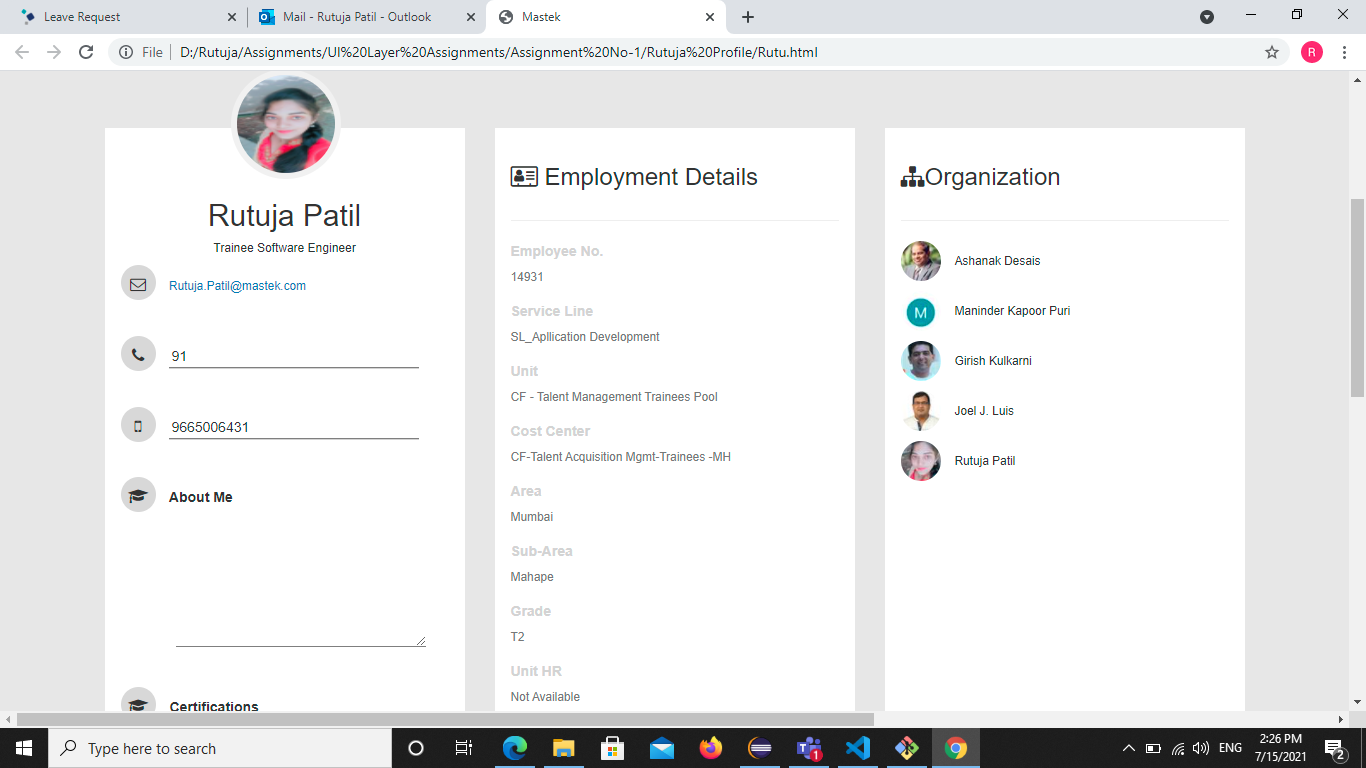 Leave Request
Mail - Rutuja Patil - Outlook
Mastek
File
D:/Rutuja/Assignments/UI%20Layer%20Assignments/Assignment%20No-1/Rutuja%20Profile/Rutu.html
R
Rutuja Patil
Trainee Software Engineer
Rutuja.Patil@mastek.com
91
9665006431
About Me
Certifications
Employment Details
Employee No.
14931
Service Line
SL_Apllication Development
Unit
CF - Talent Management Trainees Pool
Cost Center
CF-Talent Acquisition Mgmt-Trainees -MH
Area
Mumbai
Sub-Area
Mahape
Grade
T2
Unit HR
Not Available
Organization
Ashanak Desais
M
Maninder Kapoor Puri
Girish Kulkarni
Joel J. Luis
Rutuja Patil
Type here to search
1
ENG
2:26 PM
7/15/2021
2